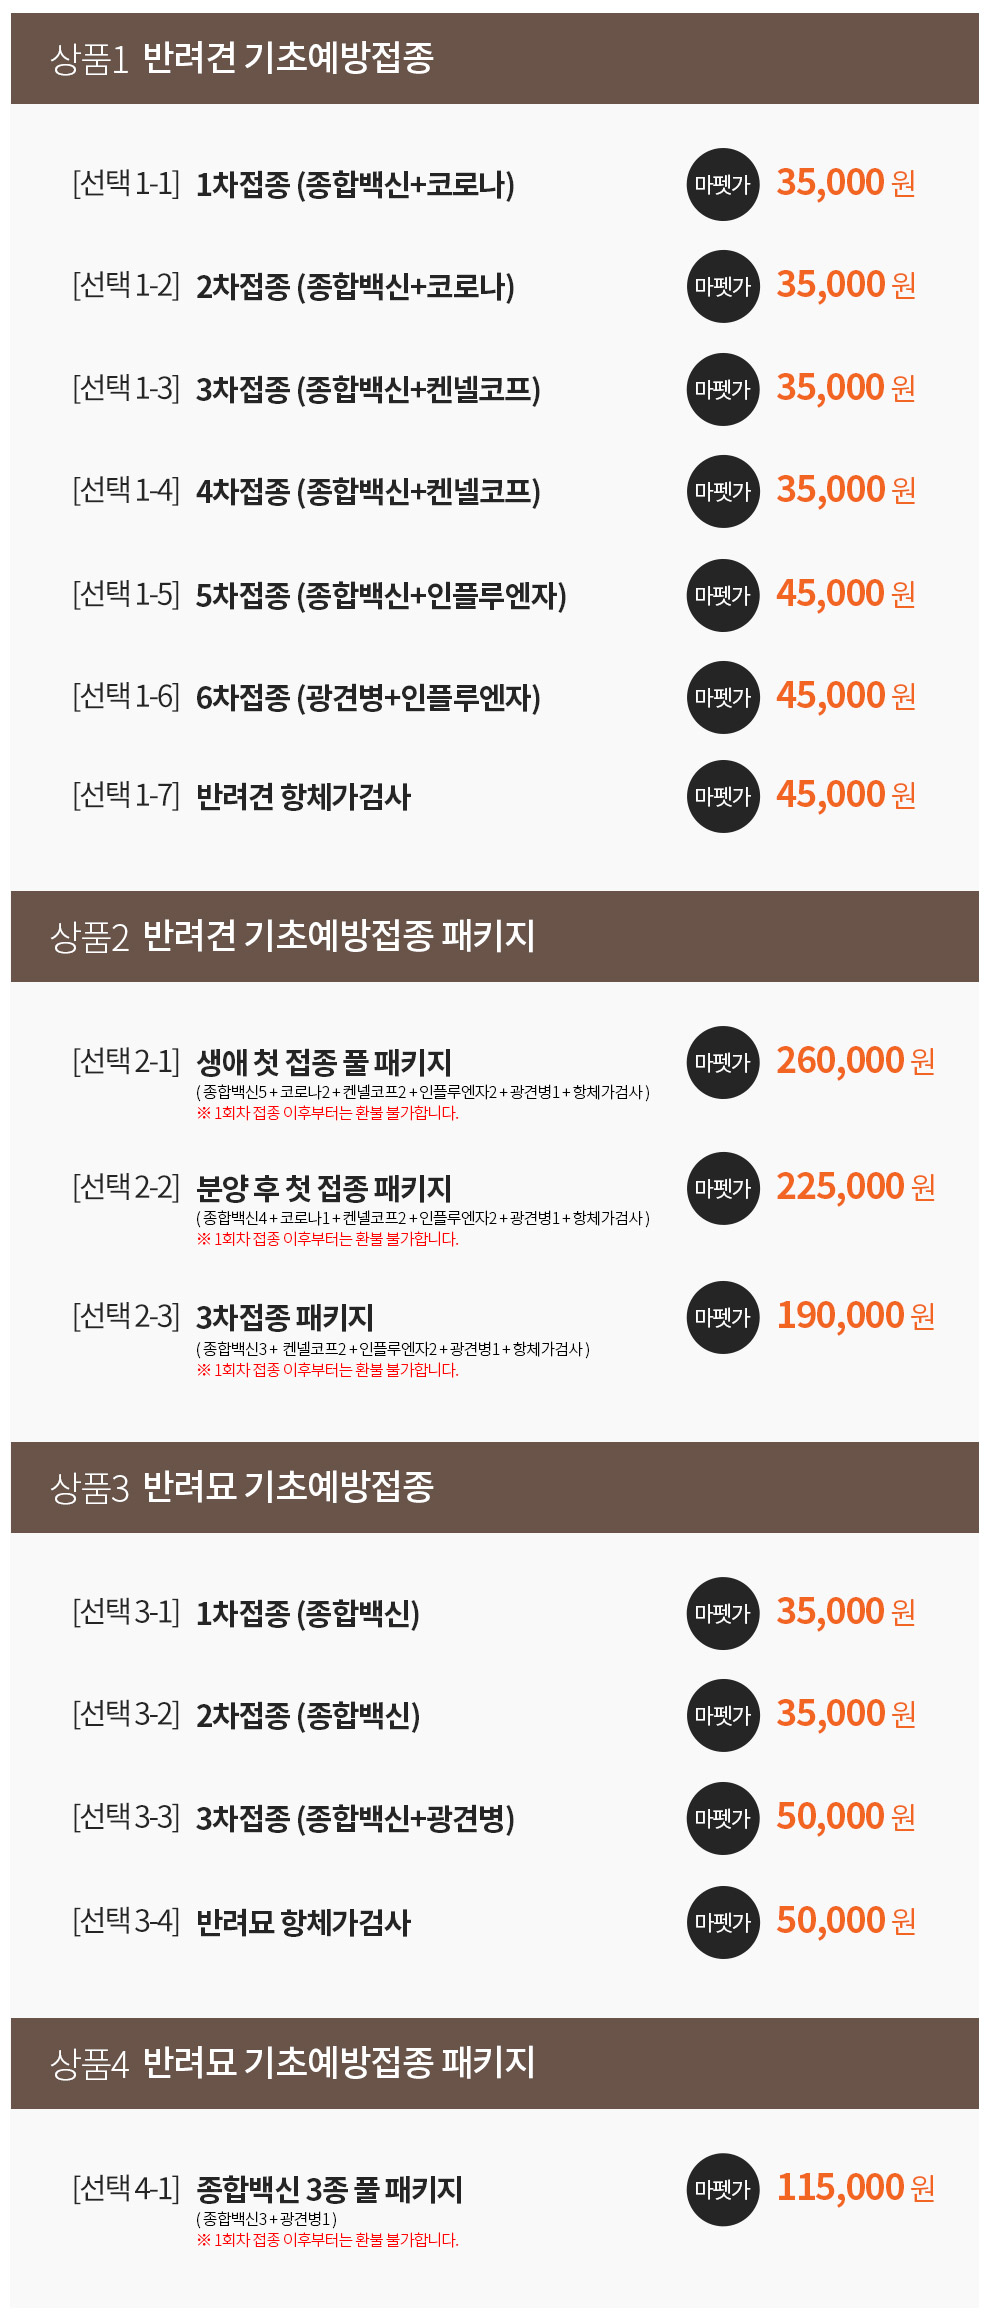 상품1 반려견 기초예방접종
[선택 1-1] 1차접종 (종합백신+코로나) 마펫가 35,000 원
[선택 1-2] 2차접종 (종합백신+코로나) 마펫가 35,000 원
[선택 1-3] 3차접종 (종합백신+켄넬코프) 마펫가 35,000 원
[선택 1-4] 4차접종 (종합백신+켄넬코프) 마펫가 35,000 원
[선택 1-5] 5차접종 (종합백신+인플루엔자) 마펫가 45,000 원
[선택 1-6] 6차접종 (광견병+인플루엔자) 마펫가 45,000 원
[선택 1-7] 반려견 항체가검사 마펫가 45,000 원
상품2 반려견 기초예방접종 패키지
[선택 2-1] 생애 첫 접종 풀 패키지 마펫가 260,000 원
( 종합백신5 + 코로나2 + 켄넬코프2 + 인플루엔자2 + 광견병1 + 항체가검사 )
※ 1회차 접종 이후부터는 환불 불가합니다.
[선택 2-2] 분양 후 첫 접종 패키지 마펫가 225,000 원
( 종합백신4 + 코로나1 + 켄넬코프2 + 인플루엔자2 + 광견병1 + 항체가검사 )
※ 1회차 접종 이후부터는 환불 불가합니다.
[선택 2-3] 3차접종 패키지 마펫가 190,000 원
( 종합백신3 + 켄넬코프2 + 인플루엔자2 + 광견병1 + 항체가검사 )
※ 1회차 접종 이후부터는 환불 불가합니다.
상품3 반려묘 기초예방접종
[선택 3-1] 1차접종 (종합백신) 마펫가 35,000 원
[선택 3-2] 2차접종 (종합백신) 마펫가 35,000 원
[선택 3-3] 3차접종 (종합백신+광견병) 마펫가 50,000 원
[선택 3-4] 반려묘 항체가검사 마펫가 50,000 원
상품4 반려묘 기초예방접종 패키지
[선택 4-1] 종합백신 3종 풀 패키지 마펫가 115,000 원
( 종합백신3 + 광견병1 )
※ 1회차 접종 이후부터는 환불 불가합니다.